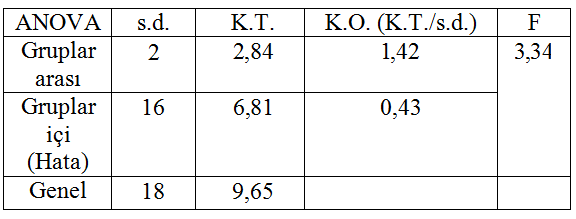 ANOVA s.d. K.T. K.O. (K.T./s.d.) F
Gruplar arası 2 2,84 1,42 3,34
Gruplar içi (Hata) 16 6,81 0,43
Genel 18 9,65